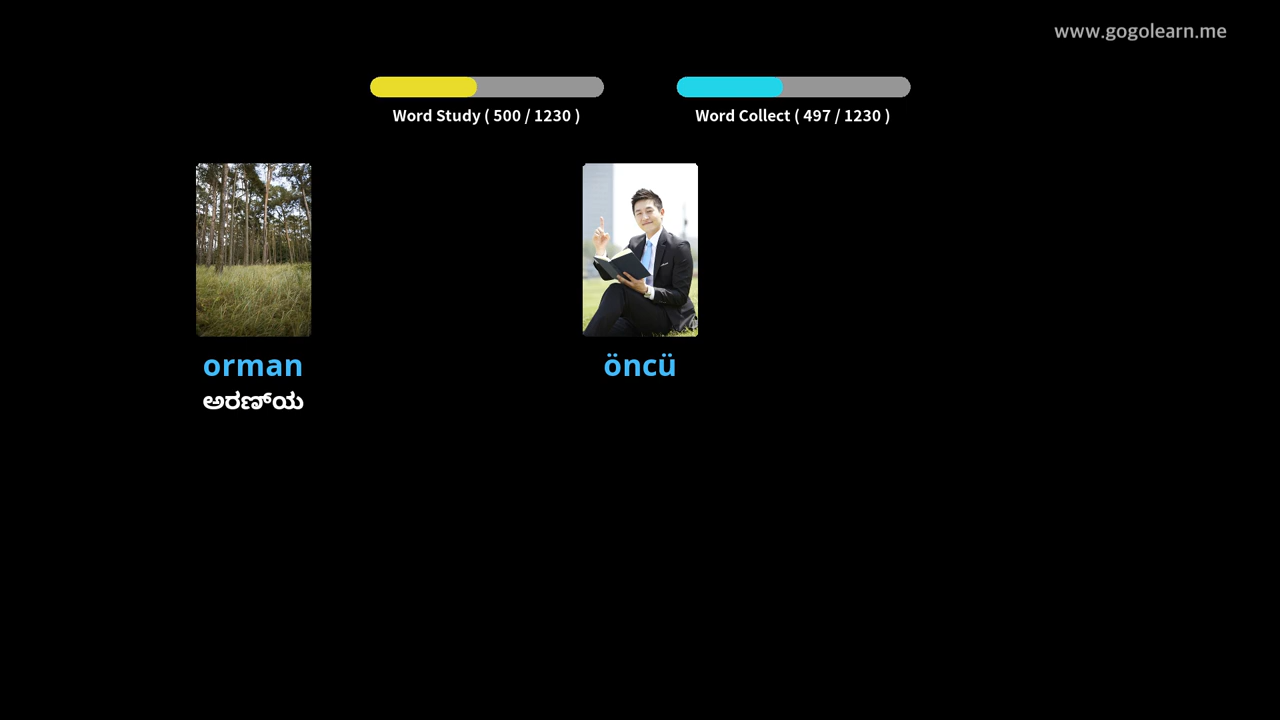 www.gogolearn.me
Word Study ( 500 / 1230 )
Word Collect ( 497 / 1230 )
orman
ಅರಣ್ಯ
öncü